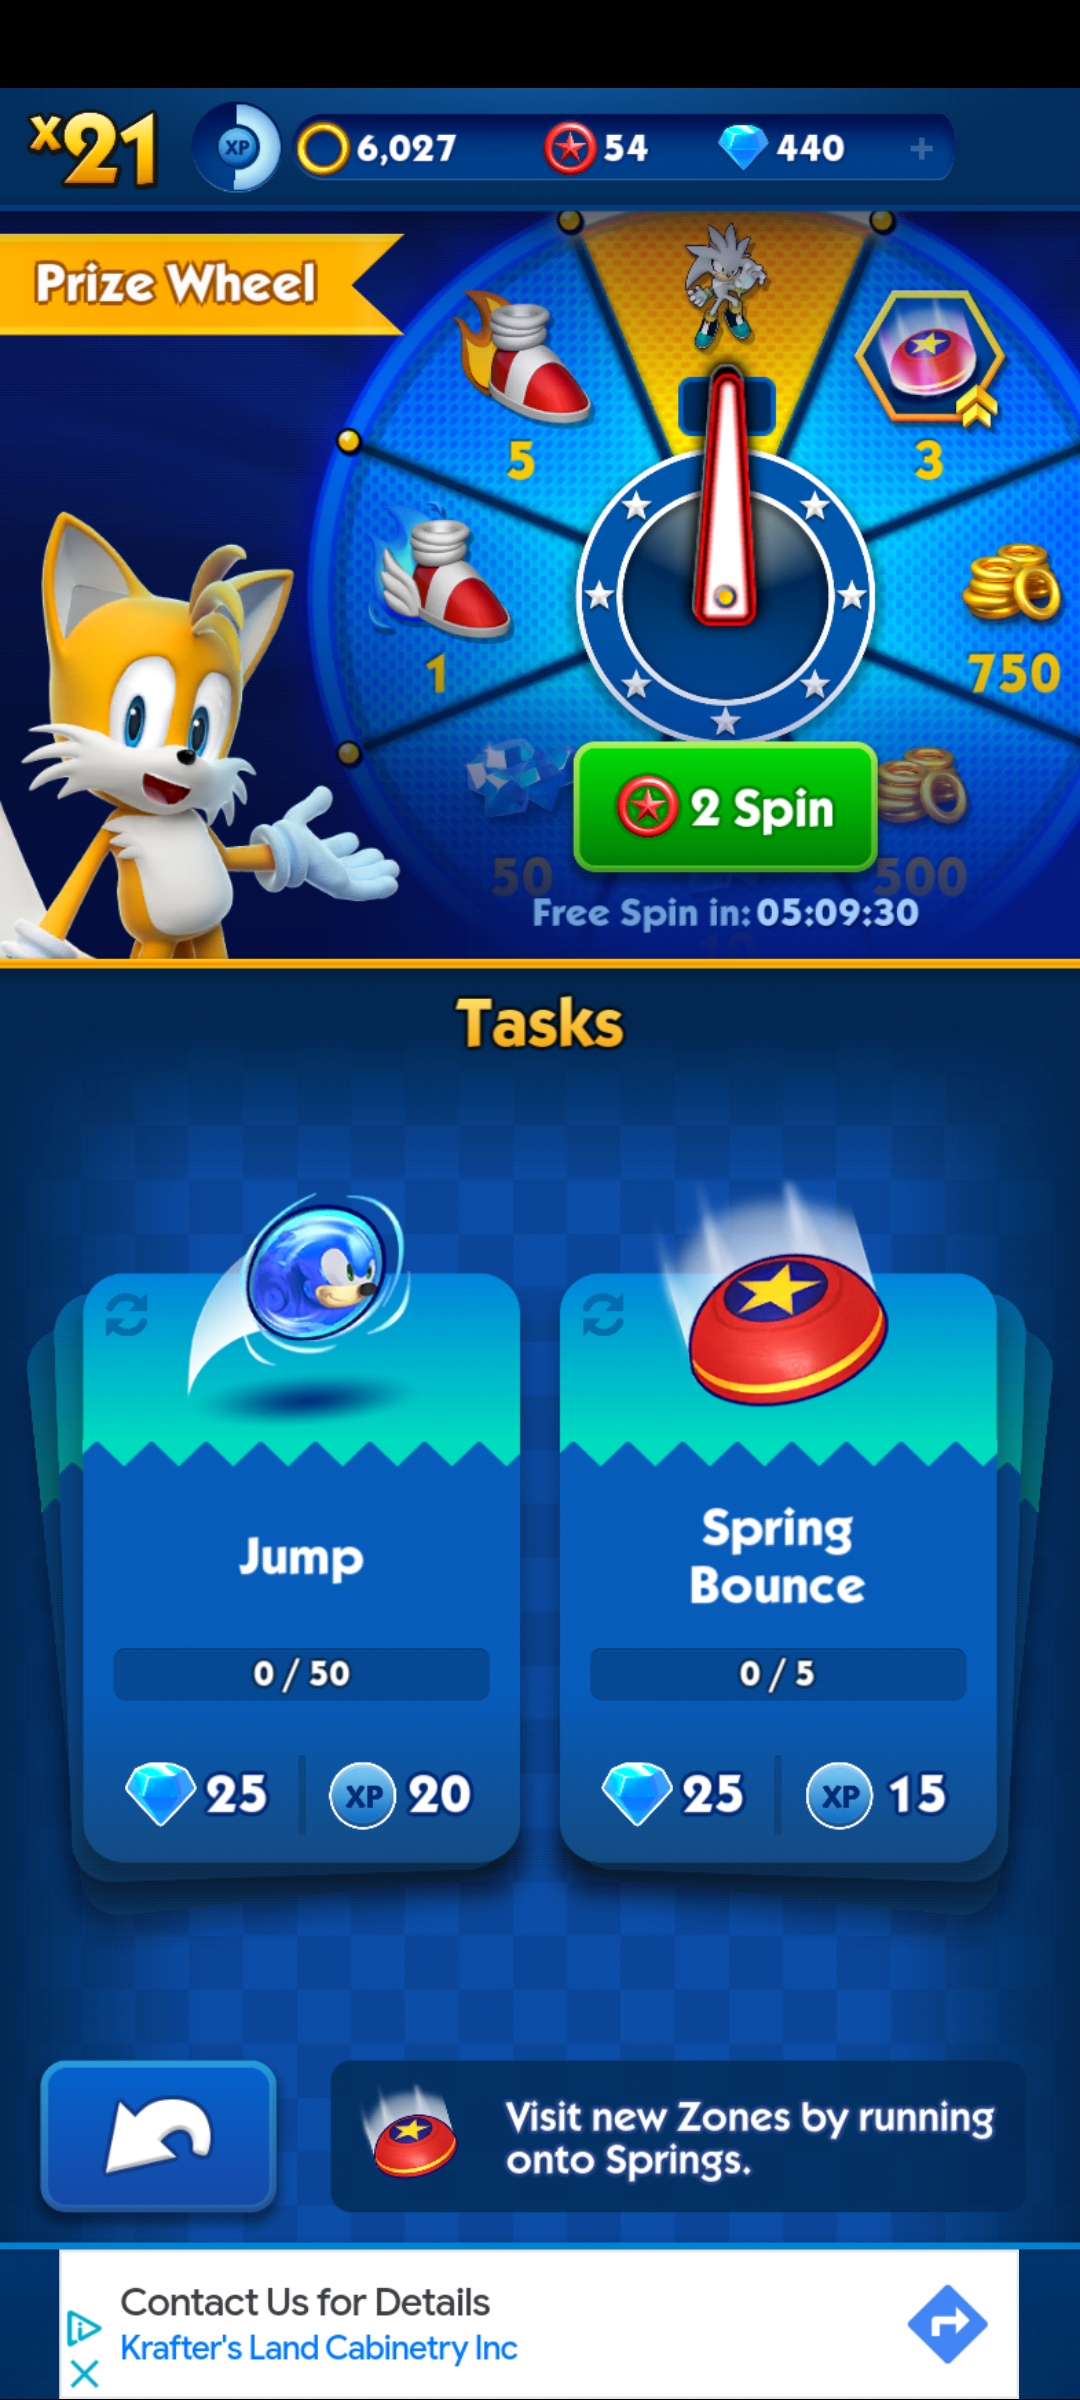 x21
XP
6,027
54
440
+
Prize Wheel
5
3
1
750
2 Spin
50
500
Free Spin in: 05:09:30
10
Tasks
Jump
0 / 50
25
XP 20
Spring
Bounce
0 / 5
25
XP 15
Visit new Zones by running
onto Springs.
Contact Us for Details
Krafter's Land Cabinetry Inc